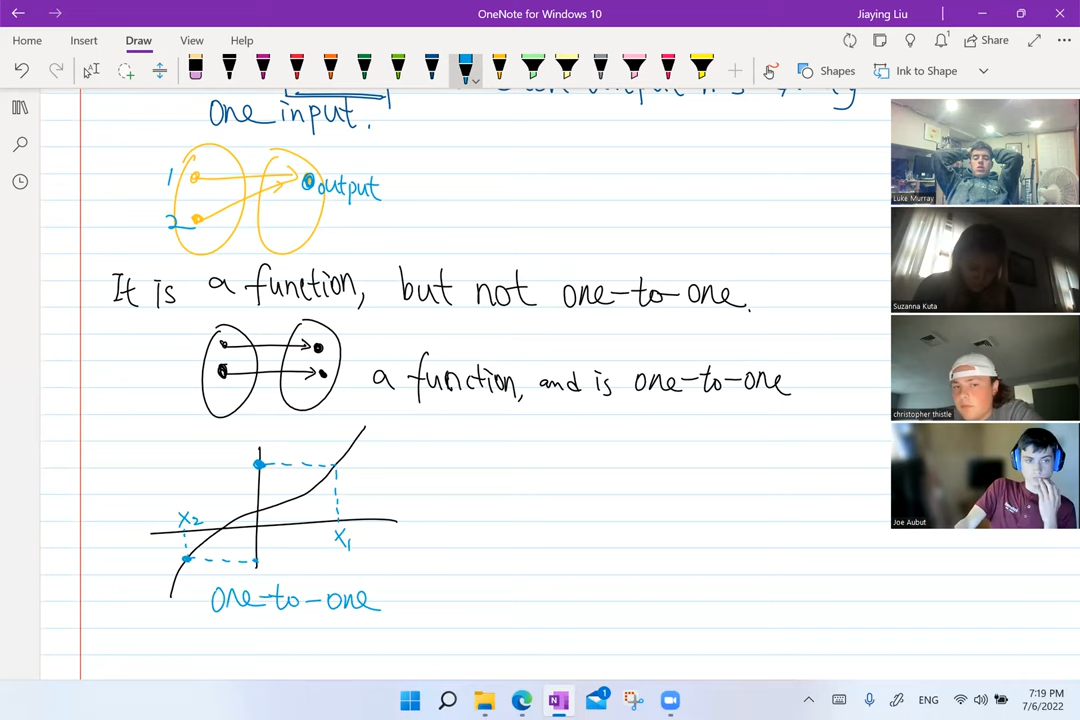 OneNote for Windows 10
Jiaying Liu
Home Insert Draw View Help
Share
Shapes
Ink to Shape
one input.
1
output
2
It is a function, but not one-to-one.
a function, and is one-to-one
X2
X1
one-to-one
Luke Murray
Suzanna Kuta
christopher thistle
Joe Aubut
1
ENG
7:19 PM
7/6/2022